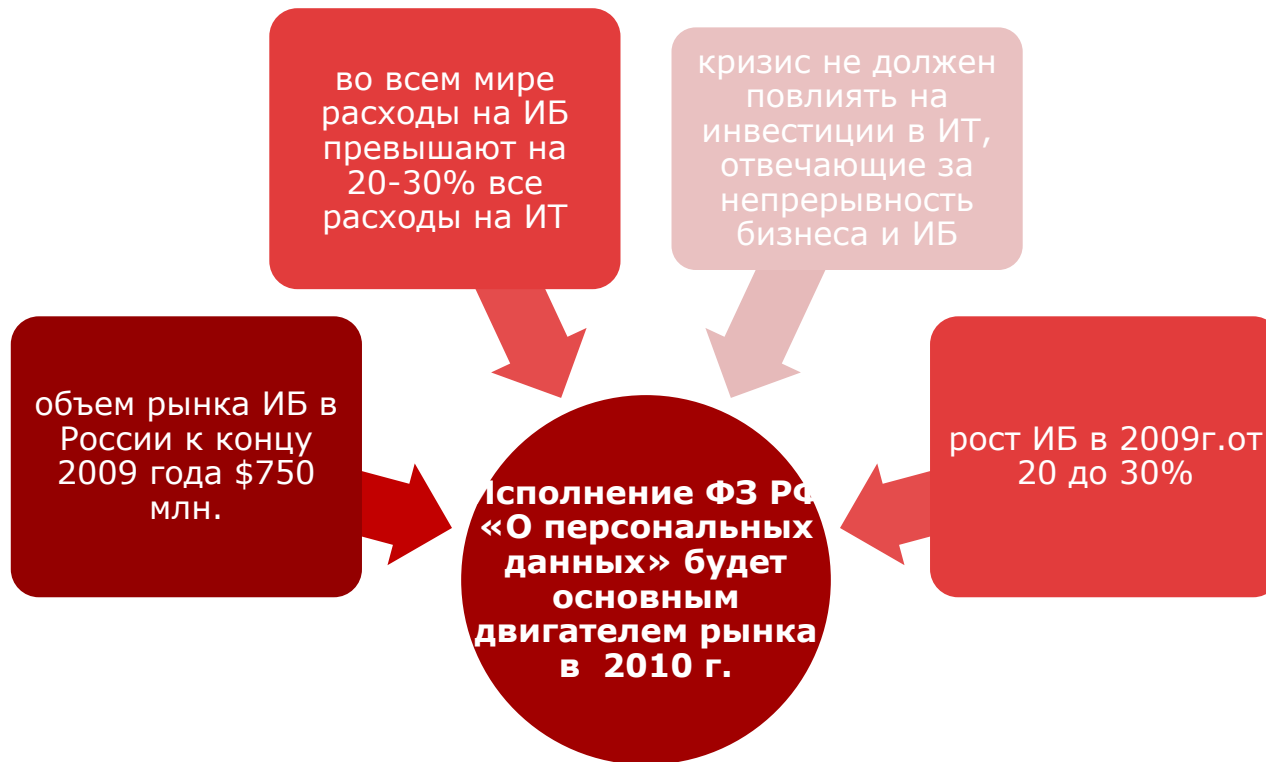 во всем мире
расходы на ИБ
превышают на
20-30% все
расходы на ИТ
кризис не должен
повлиять на
инвестиции в ИТ,
отвечающие за
непрерывность
бизнеса и ИБ
объем рынка ИБ в
России к концу
2009 года $750
млн.
рост ИБ в 2009г.от
20 до 30%
Исполнение ФЗ РФ
«О персональных
данных» будет
основным
двигателем рынка
в 2010 г.